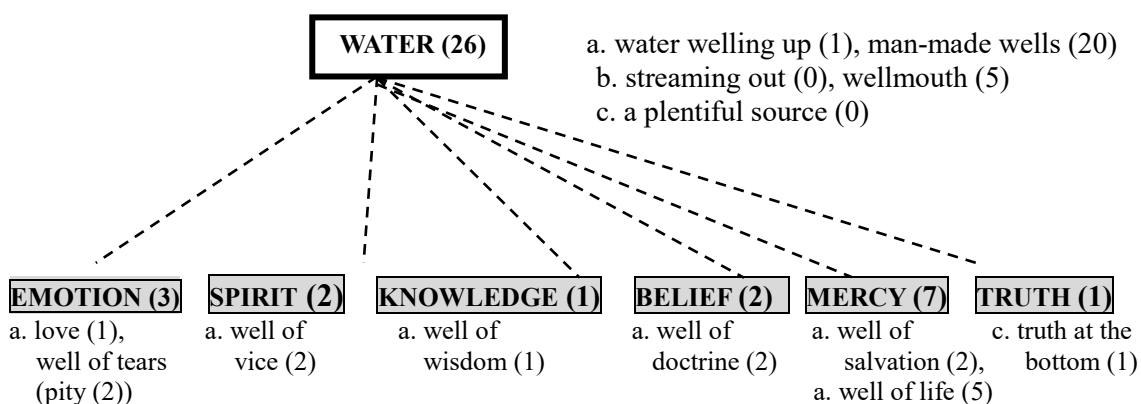 WATER (26)
a. water welling up (1), man-made wells (20)
b. streaming out (0), wellmouth (5)
c. a plentiful source (0)
EMOTION (3)
a. love (1),
well of tears
(pity (2))
SPIRIT (2)
a. well of
vice (2)
KNOWLEDGE (1)
a. well of
wisdom (1)
BELIEF (2)
a. well of
doctrine (2)
MERCY (7)
a. well of
salvation (2),
a. well of life (5)
TRUTH (1)
c. truth at the
bottom (1)